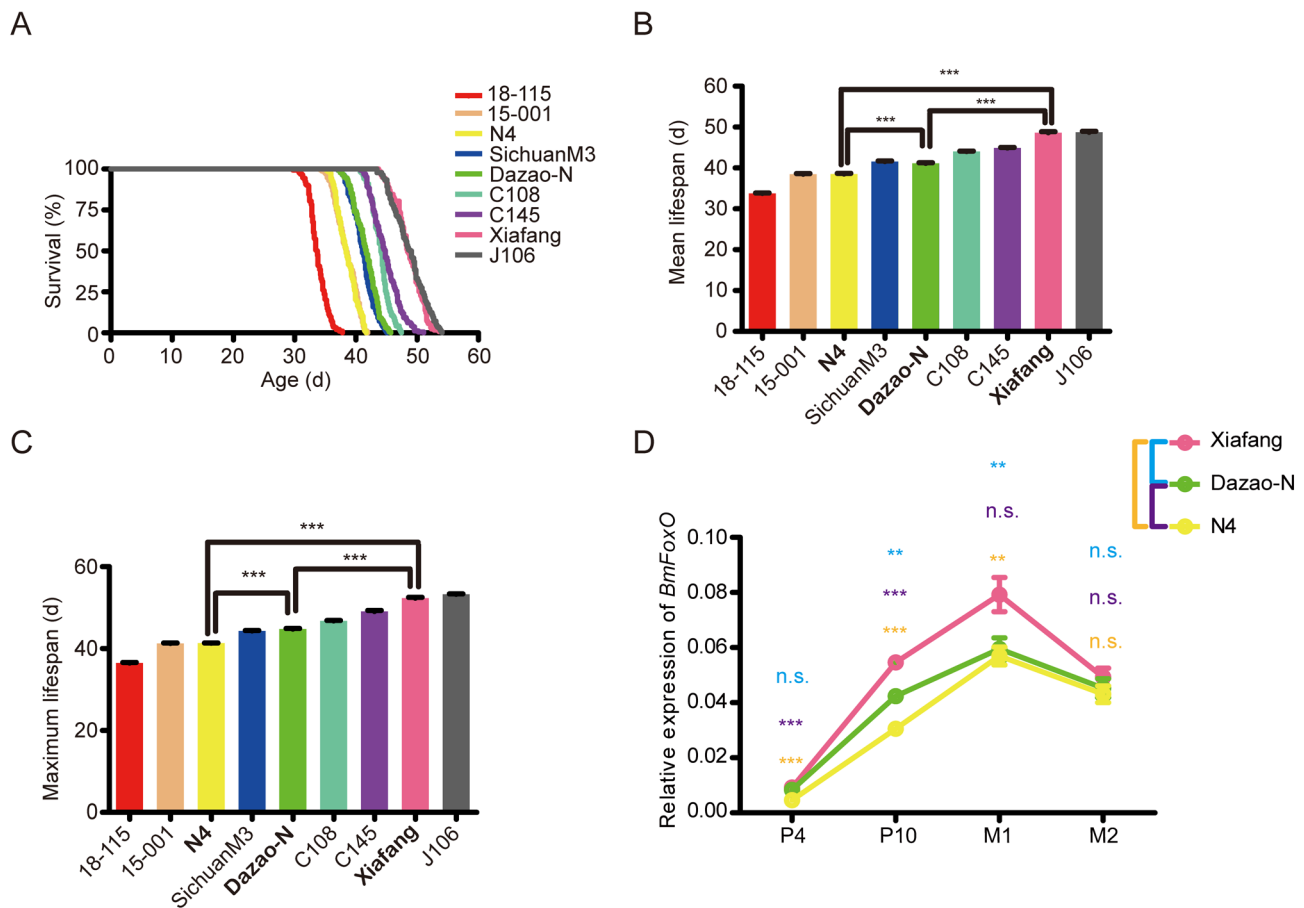 A
18-115
15-001
N4
SichuanM3
Dazao-N
C108
C145
Xiafang
J106
Survival (%)
100
75
50
25
0
0 10 20 30 40 50 60
Age (d)
B
Mean lifespan (d)
60
50
40
30
20
10
0
***
***
***
18-115
15-001
N4
SichuanM3
Dazao-N
C108
C145
Xiafang
J106
C
Maximum lifespan (d)
60
40
20
0
***
***
***
18-115
15-001
N4
SichuanM3
Dazao-N
C108
C145
Xiafang
J106
D
Xiafang
Dazao-N
N4
Relative expression of BmFoxO
0.10
0.08
0.06
0.04
0.02
0.00
n.s.
***
***
**
***
***
**
n.s.
**
n.s.
n.s.
n.s.
P4 P10 M1 M2